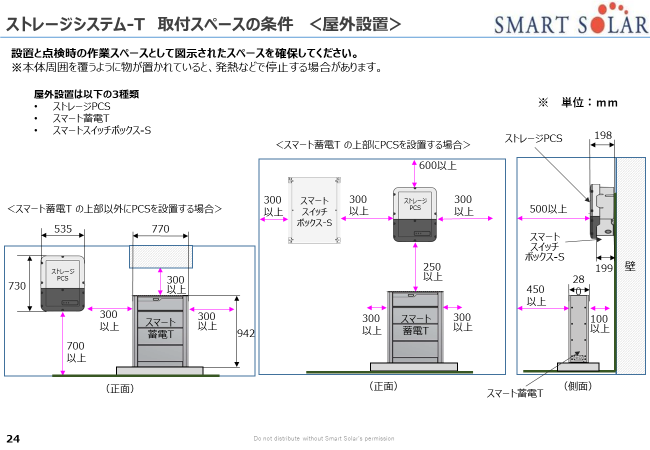 ストレージシステム-T　取付スペースの条件　＜屋外設置＞
SMART SOLAR
設置と点検時の作業スペースとして図示されたスペースを確保してください。
※本体周囲を覆うように物が置かれていると、発熱などで停止する場合があります。
屋外設置は以下の3種類
• ストレージPCS
• スマート蓄電T
• スマートスイッチボックス-S
※　単位：mm
＜スマート蓄電T の上部以外にPCSを設置する場合＞
535
770
ストレージ
PCS
730
300
以上
300
以上
300
以上
スマート
蓄電T
942
700
以上
（正面）
＜スマート蓄電T の上部にPCSを設置する場合＞
600以上
300
以上
スマート
スイッチ
ボックス-S
300
以上
ストレージ
PCS
300
以上
250
以上
300
以上
スマート
蓄電T
300
以上
（正面）
ストレージPCS
198
500以上
スマート
スイッチ
ボックス-S
199
壁
28
0
450
以上
100
以上
スマート蓄電T
（側面）
24
Do not distribute without Smart Solar's permission